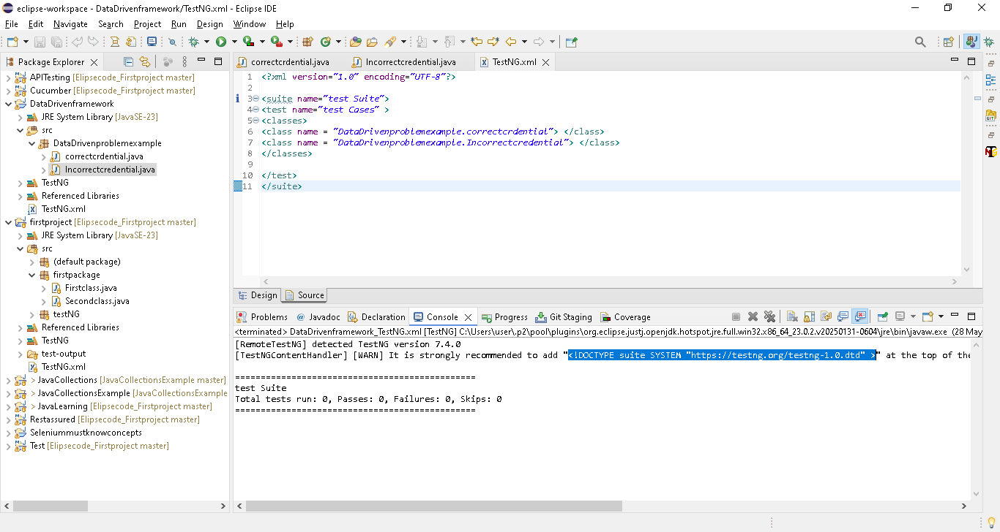 eclipse-workspace - DataDrivenframework/TestNG.xml - Eclipse IDE
File Edit Navigate Search Project Run Design Window Help
Package Explorer
APITesting [Elipsecode_Firstproject master]
Cucumber [Elipsecode_Firstproject master]
DataDrivenframework
JRE System Library [JavaSE-23]
src
DataDrivenproblemexample
correctcrdential.java
Incorrectcredential.java
TestNG
Referenced Libraries
TestNG.xml
firstproject [Elipsecode_Firstproject master]
JRE System Library [JavaSE-23]
src
(default package)
firstpackage
Firstclass.java
Secondclass.java
testNG
Referenced Libraries
TestNG
test-output
TestNG.xml
> JavaCollections [JavaCollectionsExample master]
> JavaCollectionsExample [JavaCollectionsExample
> JavaLearning [Elipsecode_Firstproject master]
Restassured [Elipsecode_Firstproject master]
Seleniummustknowconcepts
Test [Elipsecode_Firstproject master]
correctcrdential.java Incorrectcredential.java TestNG.xml
1 <?xml version="1.0" encoding="UTF-8"?>
2
3 <suite name="test Suite">
4 <test name="test Cases" >
5 <classes>
6 <class name = "DataDrivenproblemexample.correctcrdential"> </class>
7 <class name = "DataDrivenproblemexample.Incorrectcredential"> </class>
8 </classes>
9
10 </test>
11 </suite>
Design Source
Problems @ Javadoc Declaration Console Progress Git Staging Coverage
<terminated> DataDrivenframework_TestNG.xml [TestNG] C:\Users\user\.p2\pool\plugins\org.eclipse.justj.openjdk.hotspot.jre.full.win32.x86_64_23.0.2.v20250131-0604\jre\bin\javaw.exe (28 May
[RemoteTestNG] detected TestNG version 7.4.0
[TestNGContentHandler] [WARN] It is strongly recommended to add "<!DOCTYPE suite SYSTEM "https://testng.org/testng-1.0.dtd" >" at the top of the
===============================================
test Suite
Total tests run: 0, Passes: 0, Failures: 0, Skips: 0
===============================================